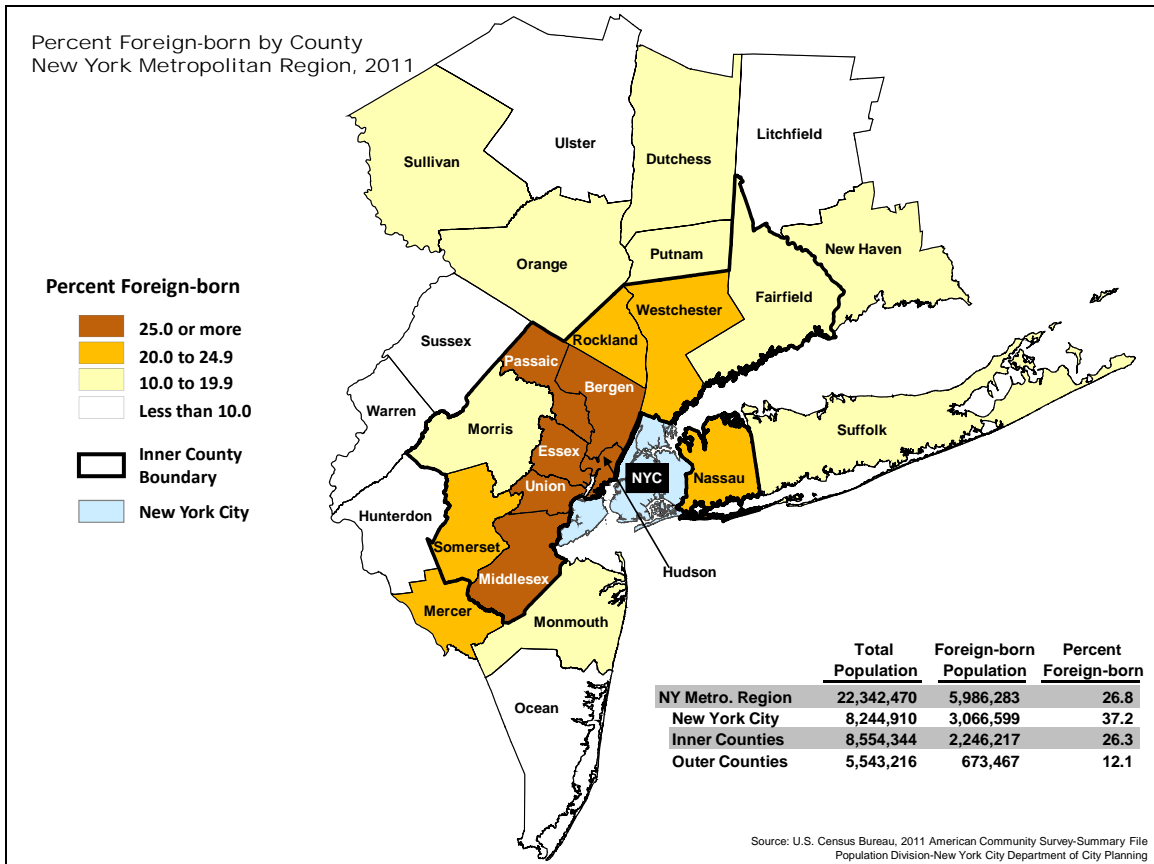 Percent Foreign-born by County
New York Metropolitan Region, 2011
Litchfield
Ulster
Dutchess
Sullivan
New Haven
Putnam
Orange
Fairfield
Percent Foreign-born
Westchester
25.0 or more
Sussex
Rockland
20.0 to 24.9
Passaic
10.0 to 19.9
Bergen
Less than 10.0
Warren
Morris
Suffolk
Inner County
Boundary
Essex
NYC
Nassau
Union
New York City
Hunterdon
Somerset
Hudson
Middlesex
Mercer
Monmouth
Ocean
Total Foreign-born Percent
Population Population Foreign-born
NY Metro. Region 22,342,470 5,986,283 26.8
New York City 8,244,910 3,066,599 37.2
Inner Counties 8,554,344 2,246,217 26.3
Outer Counties 5,543,216 673,467 12.1
Source: U.S. Census Bureau, 2011 American Community Survey-Summary File
Population Division-New York City Department of City Planning